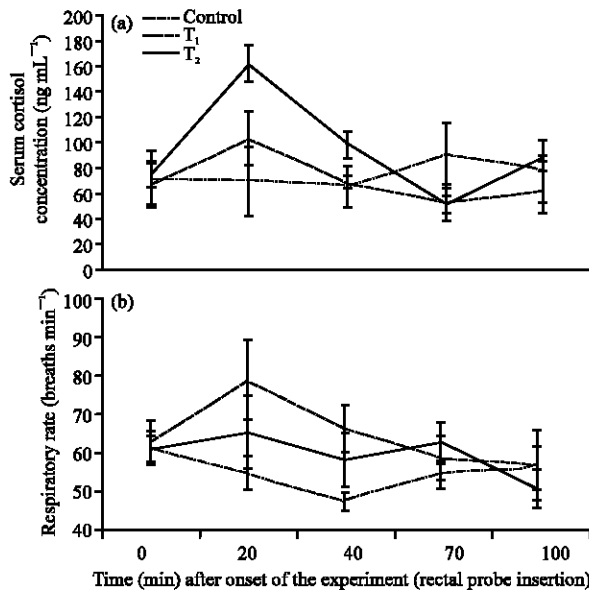 (a)
Control
T₁
T₂
Serum cortisol
concentration (ng mL⁻¹)
200
180
160
140
120
100
80
60
40
20
0
(b)
Respiratory rate (breaths min⁻¹)
100
90
80
70
60
50
40
0 20 40 70 100
Time (min) after onset of the experiment (rectal probe insertion)